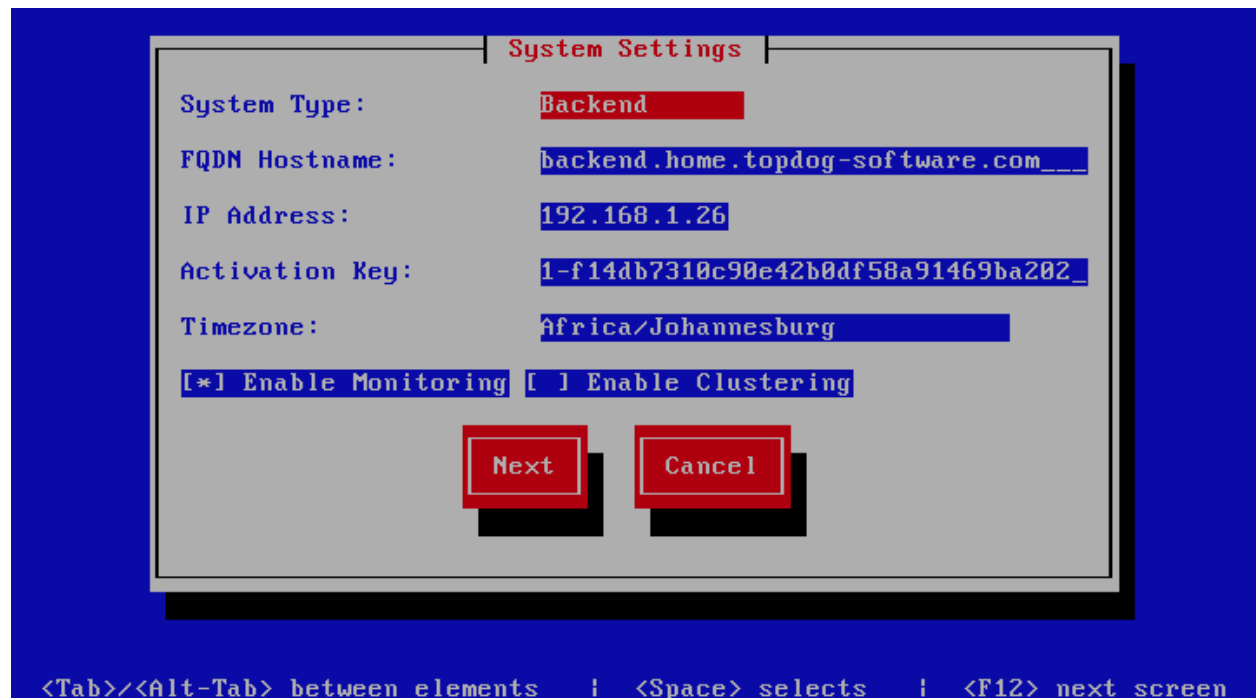 System Settings
System Type: Backend
FQDN Hostname: backend.home.topdog-software.com___
IP Address: 192.168.1.26
Activation Key: 1-f14db7310c90e42b0df58a91469ba202_
Timezone: Africa/Johannesburg
[*] Enable Monitoring [ ] Enable Clustering
Next Cancel
<Tab>/<Alt-Tab> between elements | <Space> selects | <F12> next screen